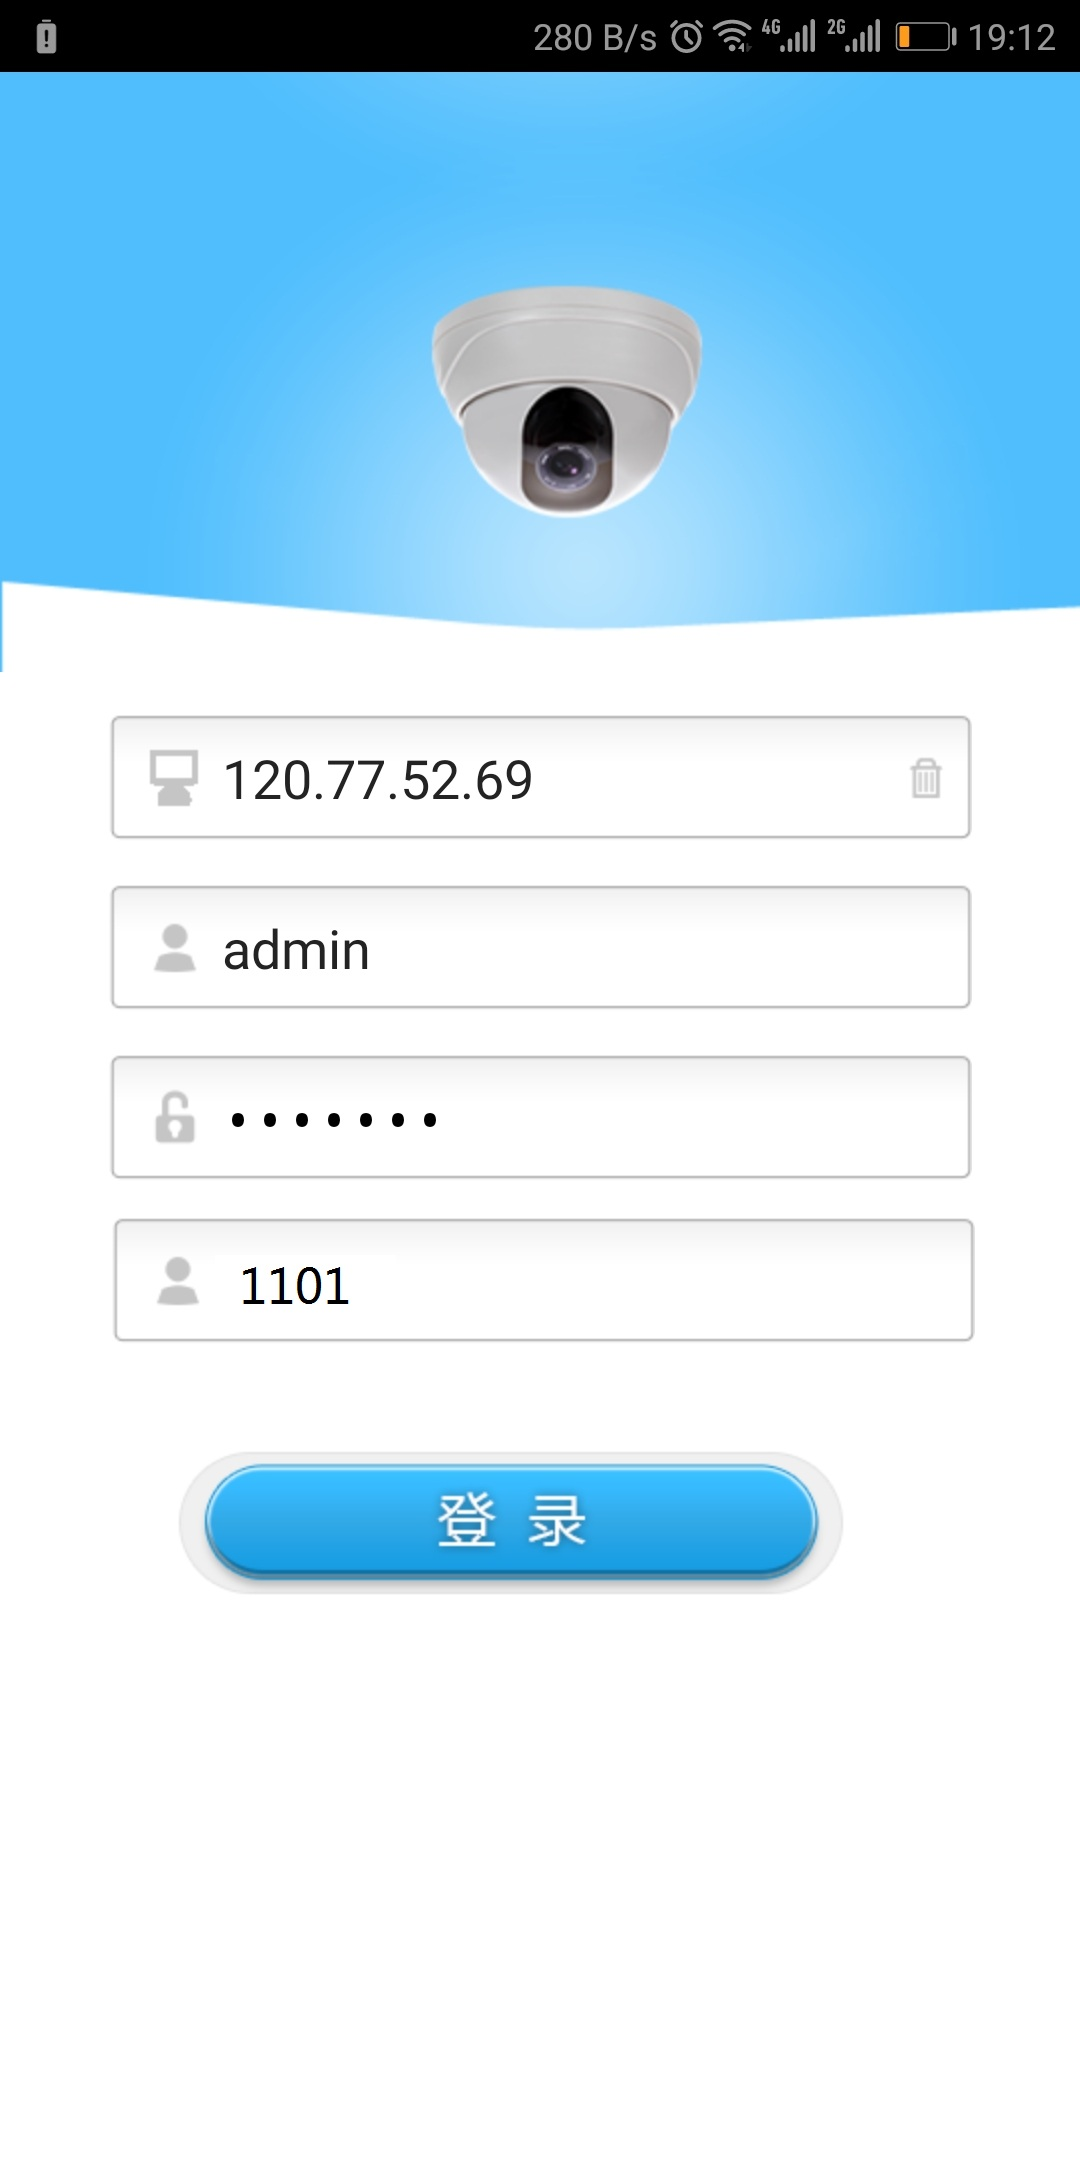 280 B/s 4G 2G 19:12
120.77.52.69
admin
•••••••
1101
登录